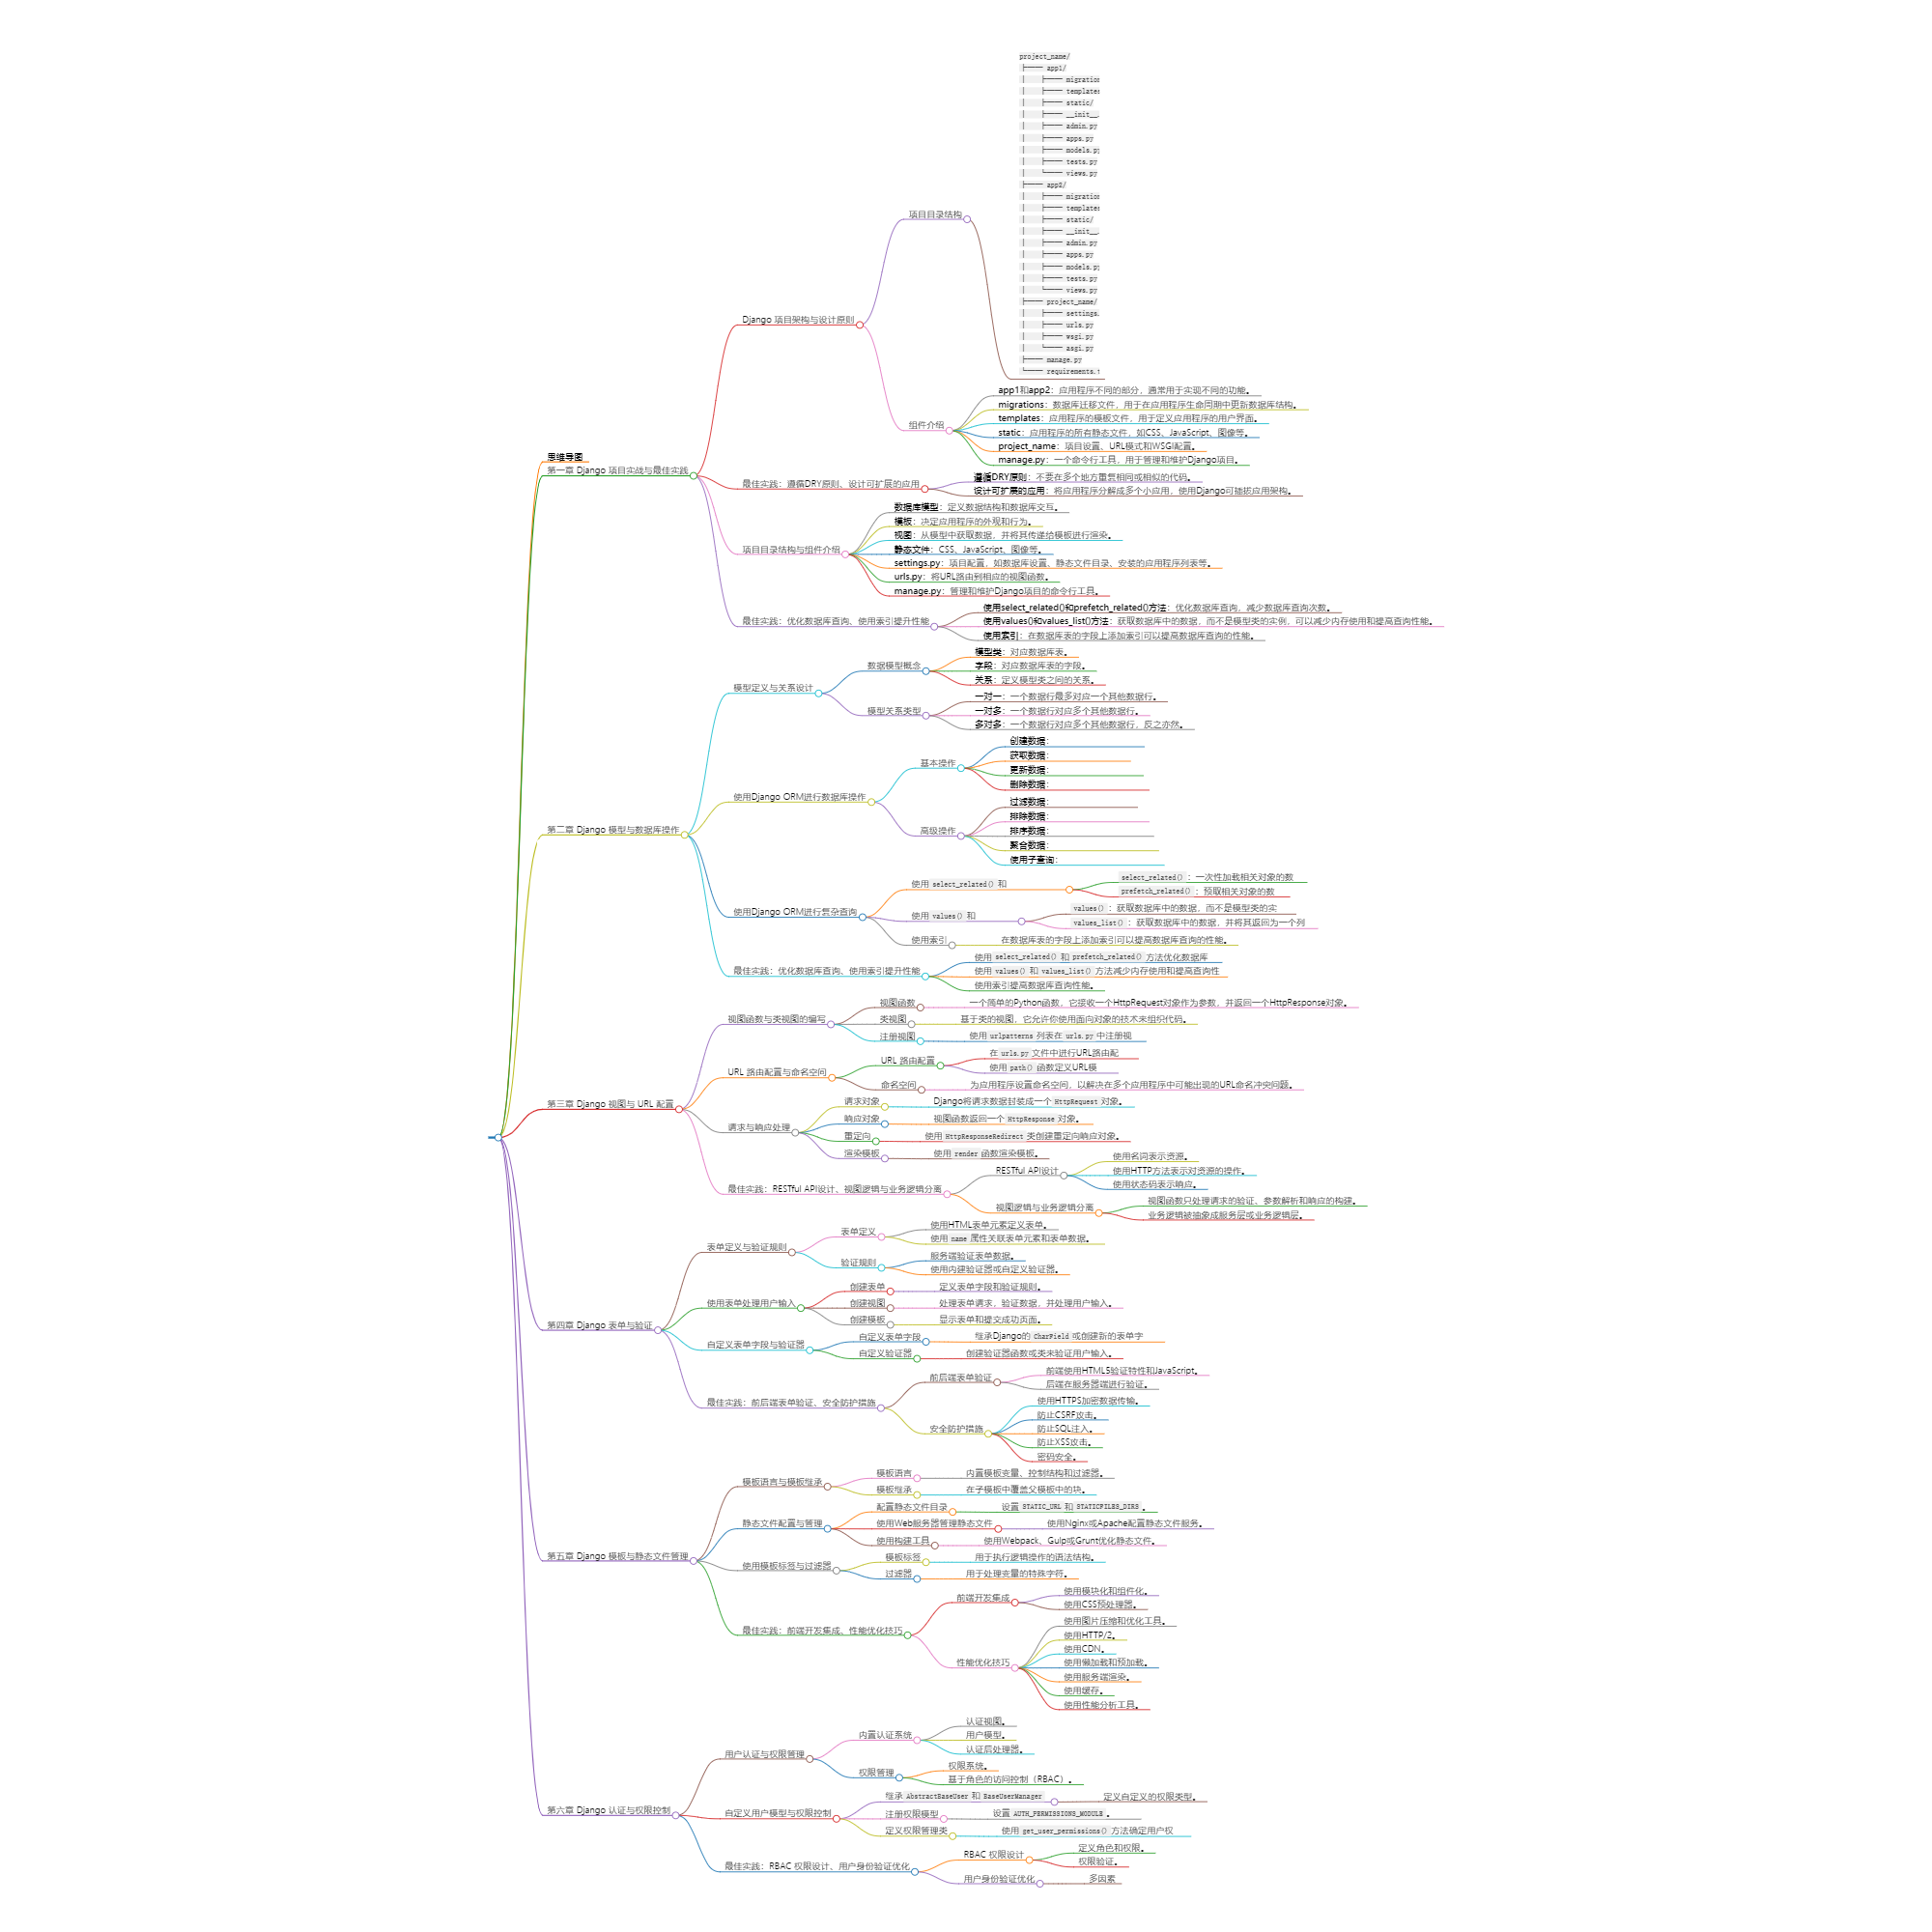 project_name/
├── app1/
│   ├── migration
│   ├── templates
│   ├── static/
│   ├── __init__.
│   ├── admin.py
│   ├── apps.py
│   ├── models.py
│   ├── tests.py
│   └── views.py
├── app2/
│   ├── migration
│   ├── templates
│   ├── static/
│   ├── __init__.
│   ├── admin.py
│   ├── apps.py
│   ├── models.py
│   ├── tests.py
│   └── views.py
├── project_name/
│   ├── settings.
│   ├── urls.py
│   ├── wsgi.py
│   └── asgi.py
├── manage.py
└── requirements.t
项目目录结构
Django 项目架构与设计原则
app1和app2：应用程序不同的部分，通常用于实现不同的功能。
migrations：数据库迁移文件，用于在应用程序生命周期中更新数据库结构。
templates：应用程序的模板文件，用于定义应用程序的用户界面。
组件介绍
static：应用程序的所有静态文件，如CSS、JavaScript、图像等。
project_name：项目设置、URL模式和WSGI配置。
manage.py：一个命令行工具，用于管理和维护Django项目。
思维导图
第一章 Django 项目实战与最佳实践
最佳实践：遵循DRY原则、设计可扩展的应用
遵循DRY原则：不要在多个地方重复相同或相似的代码。
设计可扩展的应用：将应用程序分解成多个小应用，使用Django可插拔应用架构。
项目目录结构与组件介绍
数据库模型：定义数据结构和数据库交互。
模板：决定应用程序的外观和行为。
视图：从模型中获取数据，并将其传递给模板进行渲染。
静态文件：CSS、JavaScript、图像等。
settings.py：项目配置，如数据库设置、静态文件目录、安装的应用程序列表等。
urls.py：将URL路由到相应的视图函数。
manage.py：管理和维护Django项目的命令行工具。
最佳实践：优化数据库查询、使用索引提升性能
使用select_related()和prefetch_related()方法：优化数据库查询，减少数据库查询次数。
使用values()和values_list()方法：获取数据库中的数据，而不是模型类的实例，可以减少内存使用和提高查询性能。
使用索引：在数据库表的字段上添加索引可以提高数据库查询的性能。
第二章 Django 模型与数据库操作
模型定义与关系设计
数据模型概念
模型类：对应数据库表。
字段：对应数据库表的字段。
关系：定义模型类之间的关系。
模型关系类型
一对一：一个数据行最多对应一个其他数据行。
一对多：一个数据行对应多个其他数据行。
多对多：一个数据行对应多个其他数据行，反之亦然。
使用Django ORM进行数据库操作
基本操作
创建数据：
获取数据：
更新数据：
删除数据：
高级操作
过滤数据：
排除数据：
排序数据：
聚合数据：
使用子查询：
使用Django ORM进行复杂查询
使用 select_related() 和
select_related()：一次性加载相关对象的数
prefetch_related()：预取相关对象的数
使用 values() 和
values()：获取数据库中的数据，而不是模型类的实
values_list()：获取数据库中的数据，并将其返回为一个列
使用索引
在数据库表的字段上添加索引可以提高数据库查询的性能。
最佳实践：优化数据库查询、使用索引提升性能
使用 select_related() 和 prefetch_related() 方法优化数据库
使用 values() 和 values_list() 方法减少内存使用和提高查询性
使用索引提高数据库查询性能。
第三章 Django 视图与 URL 配置
视图函数与类视图的编写
视图函数
一个简单的Python函数，它接收一个HttpRequest对象作为参数，并返回一个HttpResponse对象。
类视图
基于类的视图，它允许你使用面向对象的技术来组织代码。
注册视图
使用 urlpatterns 列表在 urls.py 中注册视
URL 路由配置与命名空间
URL 路由配置
在 urls.py 文件中进行URL路由配
使用 path() 函数定义URL模
命名空间
为应用程序设置命名空间，以解决在多个应用程序中可能出现的URL命名冲突问题。
请求与响应处理
请求对象
Django将请求数据封装成一个 HttpRequest 对象。
响应对象
视图函数返回一个 HttpResponse 对象。
重定向
使用 HttpResponseRedirect 类创建重定向响应对象。
渲染模板
使用 render 函数渲染模板。
最佳实践：RESTful API设计、视图逻辑与业务逻辑分离
RESTful API设计
使用名词表示资源。
使用HTTP方法表示对资源的操作。
使用状态码表示响应。
视图逻辑与业务逻辑分离
视图函数只处理请求的验证、参数解析和响应的构建。
业务逻辑被抽象成服务层或业务逻辑层。
第四章 Django 表单与验证
表单定义与验证规则
表单定义
使用HTML表单元素定义表单。
使用 name 属性关联表单元素和表单数据。
验证规则
服务端验证表单数据。
使用内建验证器或自定义验证器。
使用表单处理用户输入
创建表单
定义表单字段和验证规则。
创建视图
处理表单请求，验证数据，并处理用户输入。
创建模板
显示表单和提交成功页面。
自定义表单字段与验证器
自定义表单字段
继承Django的 CharField 或创建新的表单字
自定义验证器
创建验证器函数或类来验证用户输入。
最佳实践：前后端表单验证、安全防护措施
前后端表单验证
前端使用HTML5验证特性和JavaScript。
后端在服务器端进行验证。
安全防护措施
使用HTTPS加密数据传输。
防止CSRF攻击。
防止SQL注入。
防止XSS攻击。
密码安全。
第五章 Django 模板与静态文件管理
模板语言与模板继承
模板语言
内置模板变量、控制结构和过滤器。
模板继承
在子模板中覆盖父模板中的块。
静态文件配置与管理
配置静态文件目录
设置 STATIC_URL 和 STATICFILES_DIRS 。
使用Web服务器管理静态文件
使用Nginx或Apache配置静态文件服务。
使用构建工具
使用Webpack、Gulp或Grunt优化静态文件。
使用模板标签与过滤器
模板标签
用于执行逻辑操作的语法结构。
过滤器
用于处理变量的特殊字符。
最佳实践：前端开发集成、性能优化技巧
前端开发集成
使用模块化和组件化。
使用CSS预处理器。
性能优化技巧
使用图片压缩和优化工具。
使用HTTP/2。
使用CDN。
使用懒加载和预加载。
使用服务端渲染。
使用缓存。
使用性能分析工具。
第六章 Django 认证与权限控制
用户认证与权限管理
内置认证系统
认证视图。
用户模型。
认证后处理器。
权限管理
权限系统。
基于角色的访问控制（RBAC）。
自定义用户模型与权限控制
继承 AbstractBaseUser 和 BaseUserManager
定义自定义的权限类型。
注册权限模型
设置 AUTH_PERMISSIONS_MODULE 。
定义权限管理类
使用 get_user_permissions() 方法确定用户权
最佳实践：RBAC 权限设计、用户身份验证优化
RBAC 权限设计
定义角色和权限。
权限验证。
用户身份验证优化
多因素